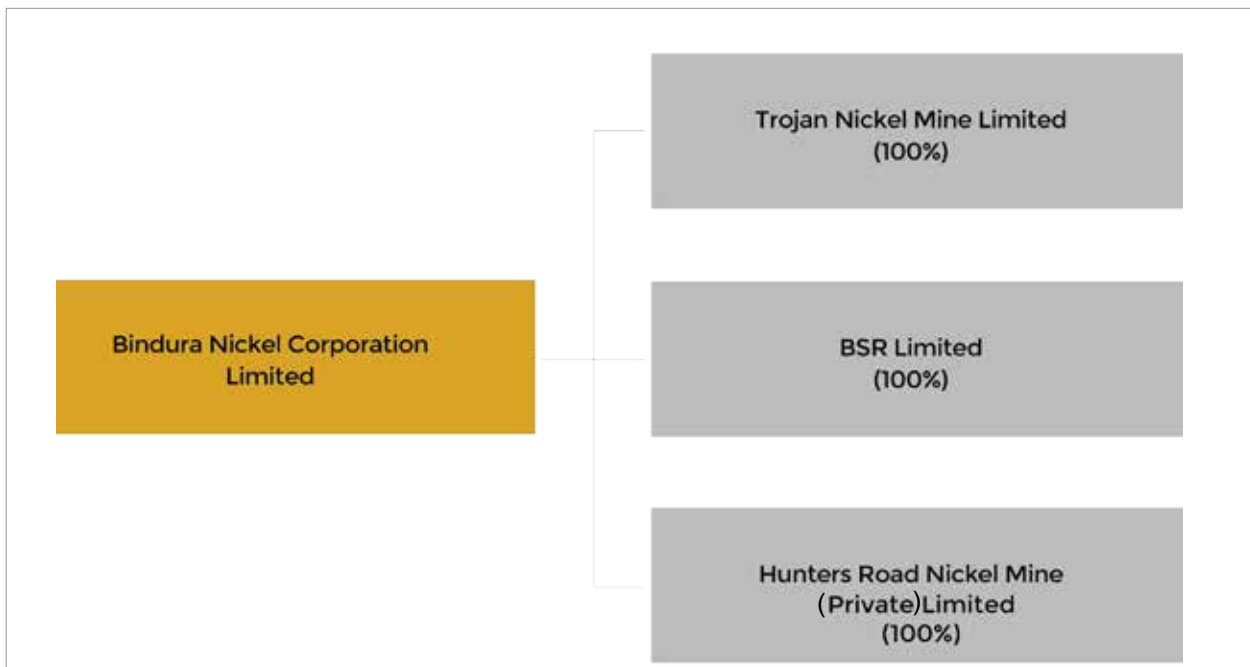 Trojan Nickel Mine Limited
(100%)
Bindura Nickel Corporation
Limited
BSR Limited
(100%)
Hunters Road Nickel Mine
(Private)Limited
(100%)